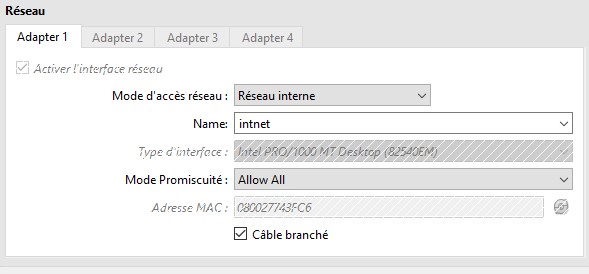 Réseau
Adapter 1 Adapter 2 Adapter 3 Adapter 4
Activer l'interface réseau
Mode d'accès réseau : Réseau interne
Name: intnet
Type d'interface : Intel PRO/1000 MT Desktop (82540EM)
Mode Promiscuité : Allow All
Adresse MAC : 080027743FC6
Câble branché